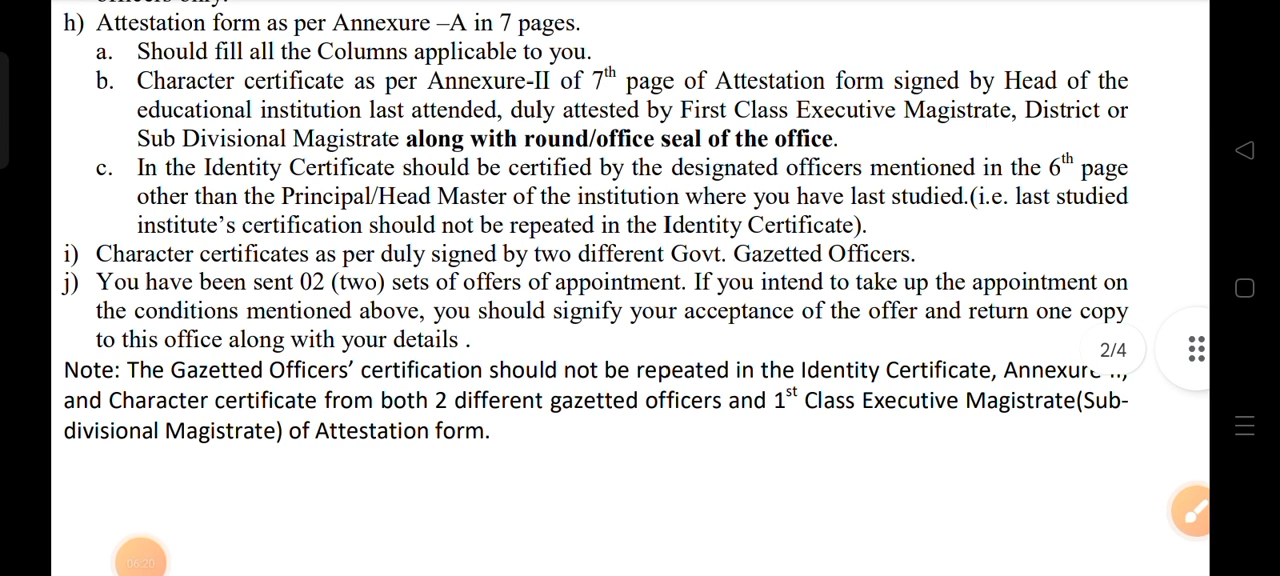 h) Attestation form as per Annexure –A in 7 pages.
a. Should fill all the Columns applicable to you.
b. Character certificate as per Annexure-II of 7th page of Attestation form signed by Head of the
educational institution last attended, duly attested by First Class Executive Magistrate, District or
Sub Divisional Magistrate along with round/office seal of the office.
c. In the Identity Certificate should be certified by the designated officers mentioned in the 6th page
other than the Principal/Head Master of the institution where you have last studied.(i.e. last studied
institute's certification should not be repeated in the Identity Certificate).
i) Character certificates as per duly signed by two different Govt. Gazetted Officers.
j) You have been sent 02 (two) sets of offers of appointment. If you intend to take up the appointment on
the conditions mentioned above, you should signify your acceptance of the offer and return one copy
to this office along with your details .
2/4
Note: The Gazetted Officers' certification should not be repeated in the Identity Certificate,
and Character certificate from both 2 different gazetted officers and 1st Class Executive Magistrate(Sub-
divisional Magistrate) of Attestation form.
06:20